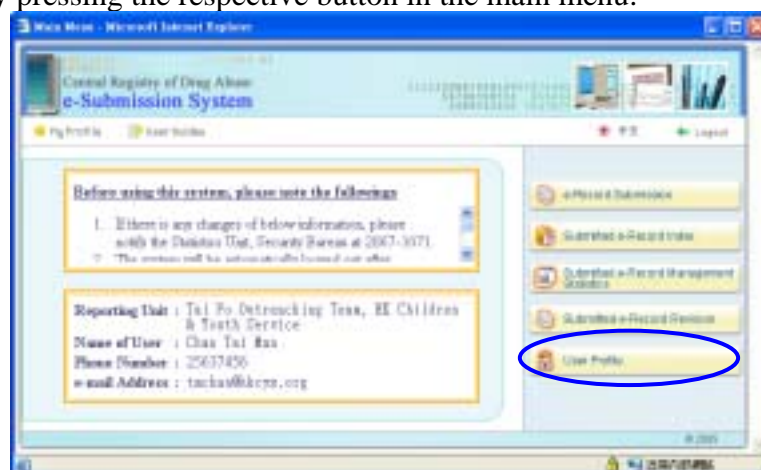 y pressing the respective button in the main menu.
Main Menu - Microsoft Internet Explorer
Central Registry of Drug Abuse
e-Submission System
My Profile User Guides
中文 Logout
Before using this system, please note the followings
1. If there is any changes of below information, please
notify the Statistics Unit, Security Bureau at 2867-
2. The system will be automatically logged out after
Reporting Unit : Tai Po Outreaching Team, HK Children
& Youth Service
Name of User : Chan Tai Man
Phone Number : 25637456
e-mail Address :
e-Record Submission
Submitted e-Record Index
Submitted e-Record Management
Statistics
Submitted e-Record Revision
User Profile
© 2005